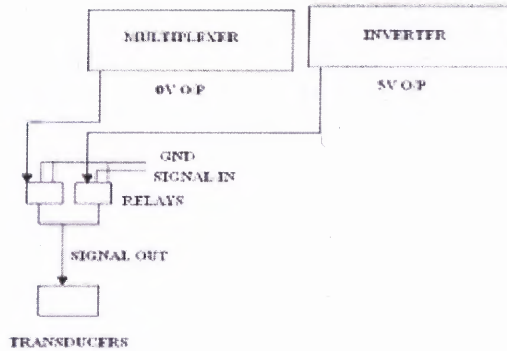 MULTIPLEXER
INVERTER
0V O/P
5V O/P
GND
SIGNAL IN
RELAYS
SIGNAL OUT
TRANSDUCERS